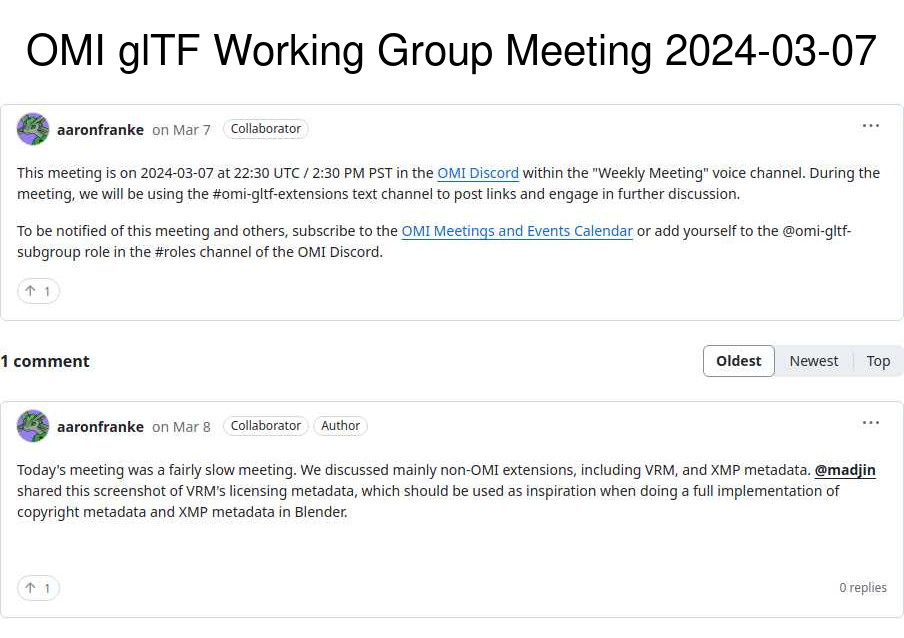 OMI glTF Working Group Meeting 2024-03-07
aaronfranke on Mar 7 Collaborator
This meeting is on 2024-03-07 at 22:30 UTC / 2:30 PM PST in the OMI Discord within the "Weekly Meeting" voice channel. During the
meeting, we will be using the #omi-gltf-extensions text channel to post links and engage in further discussion.
To be notified of this meeting and others, subscribe to the OMI Meetings and Events Calendar or add yourself to the @omi-gltf-
subgroup role in the #roles channel of the OMI Discord.
↑ 1
1 comment
Oldest Newest Top
aaronfranke on Mar 8 Collaborator Author
Today's meeting was a fairly slow meeting. We discussed mainly non-OMI extensions, including VRM, and XMP metadata. @madjin
shared this screenshot of VRM's licensing metadata, which should be used as inspiration when doing a full implementation of
copyright metadata and XMP metadata in Blender.
↑ 1 0 replies